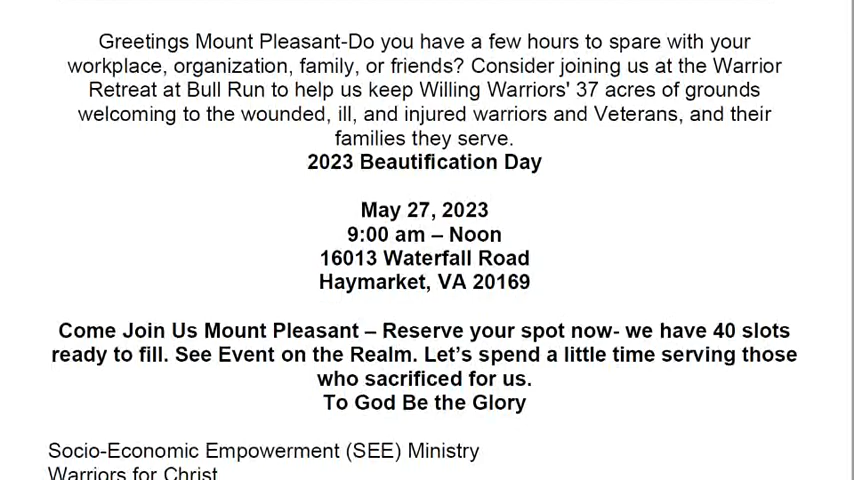 Greetings Mount Pleasant-Do you have a few hours to spare with your
workplace, organization, family, or friends? Consider joining us at the Warrior
Retreat at Bull Run to help us keep Willing Warriors' 37 acres of grounds
welcoming to the wounded, ill, and injured warriors and Veterans, and their
families they serve.
2023 Beautification Day
May 27, 2023
9:00 am – Noon
16013 Waterfall Road
Haymarket, VA 20169
Come Join Us Mount Pleasant – Reserve your spot now- we have 40 slots
ready to fill. See Event on the Realm. Let’s spend a little time serving those
who sacrificed for us.
To God Be the Glory
Socio-Economic Empowerment (SEE) Ministry
Warriors for Christ